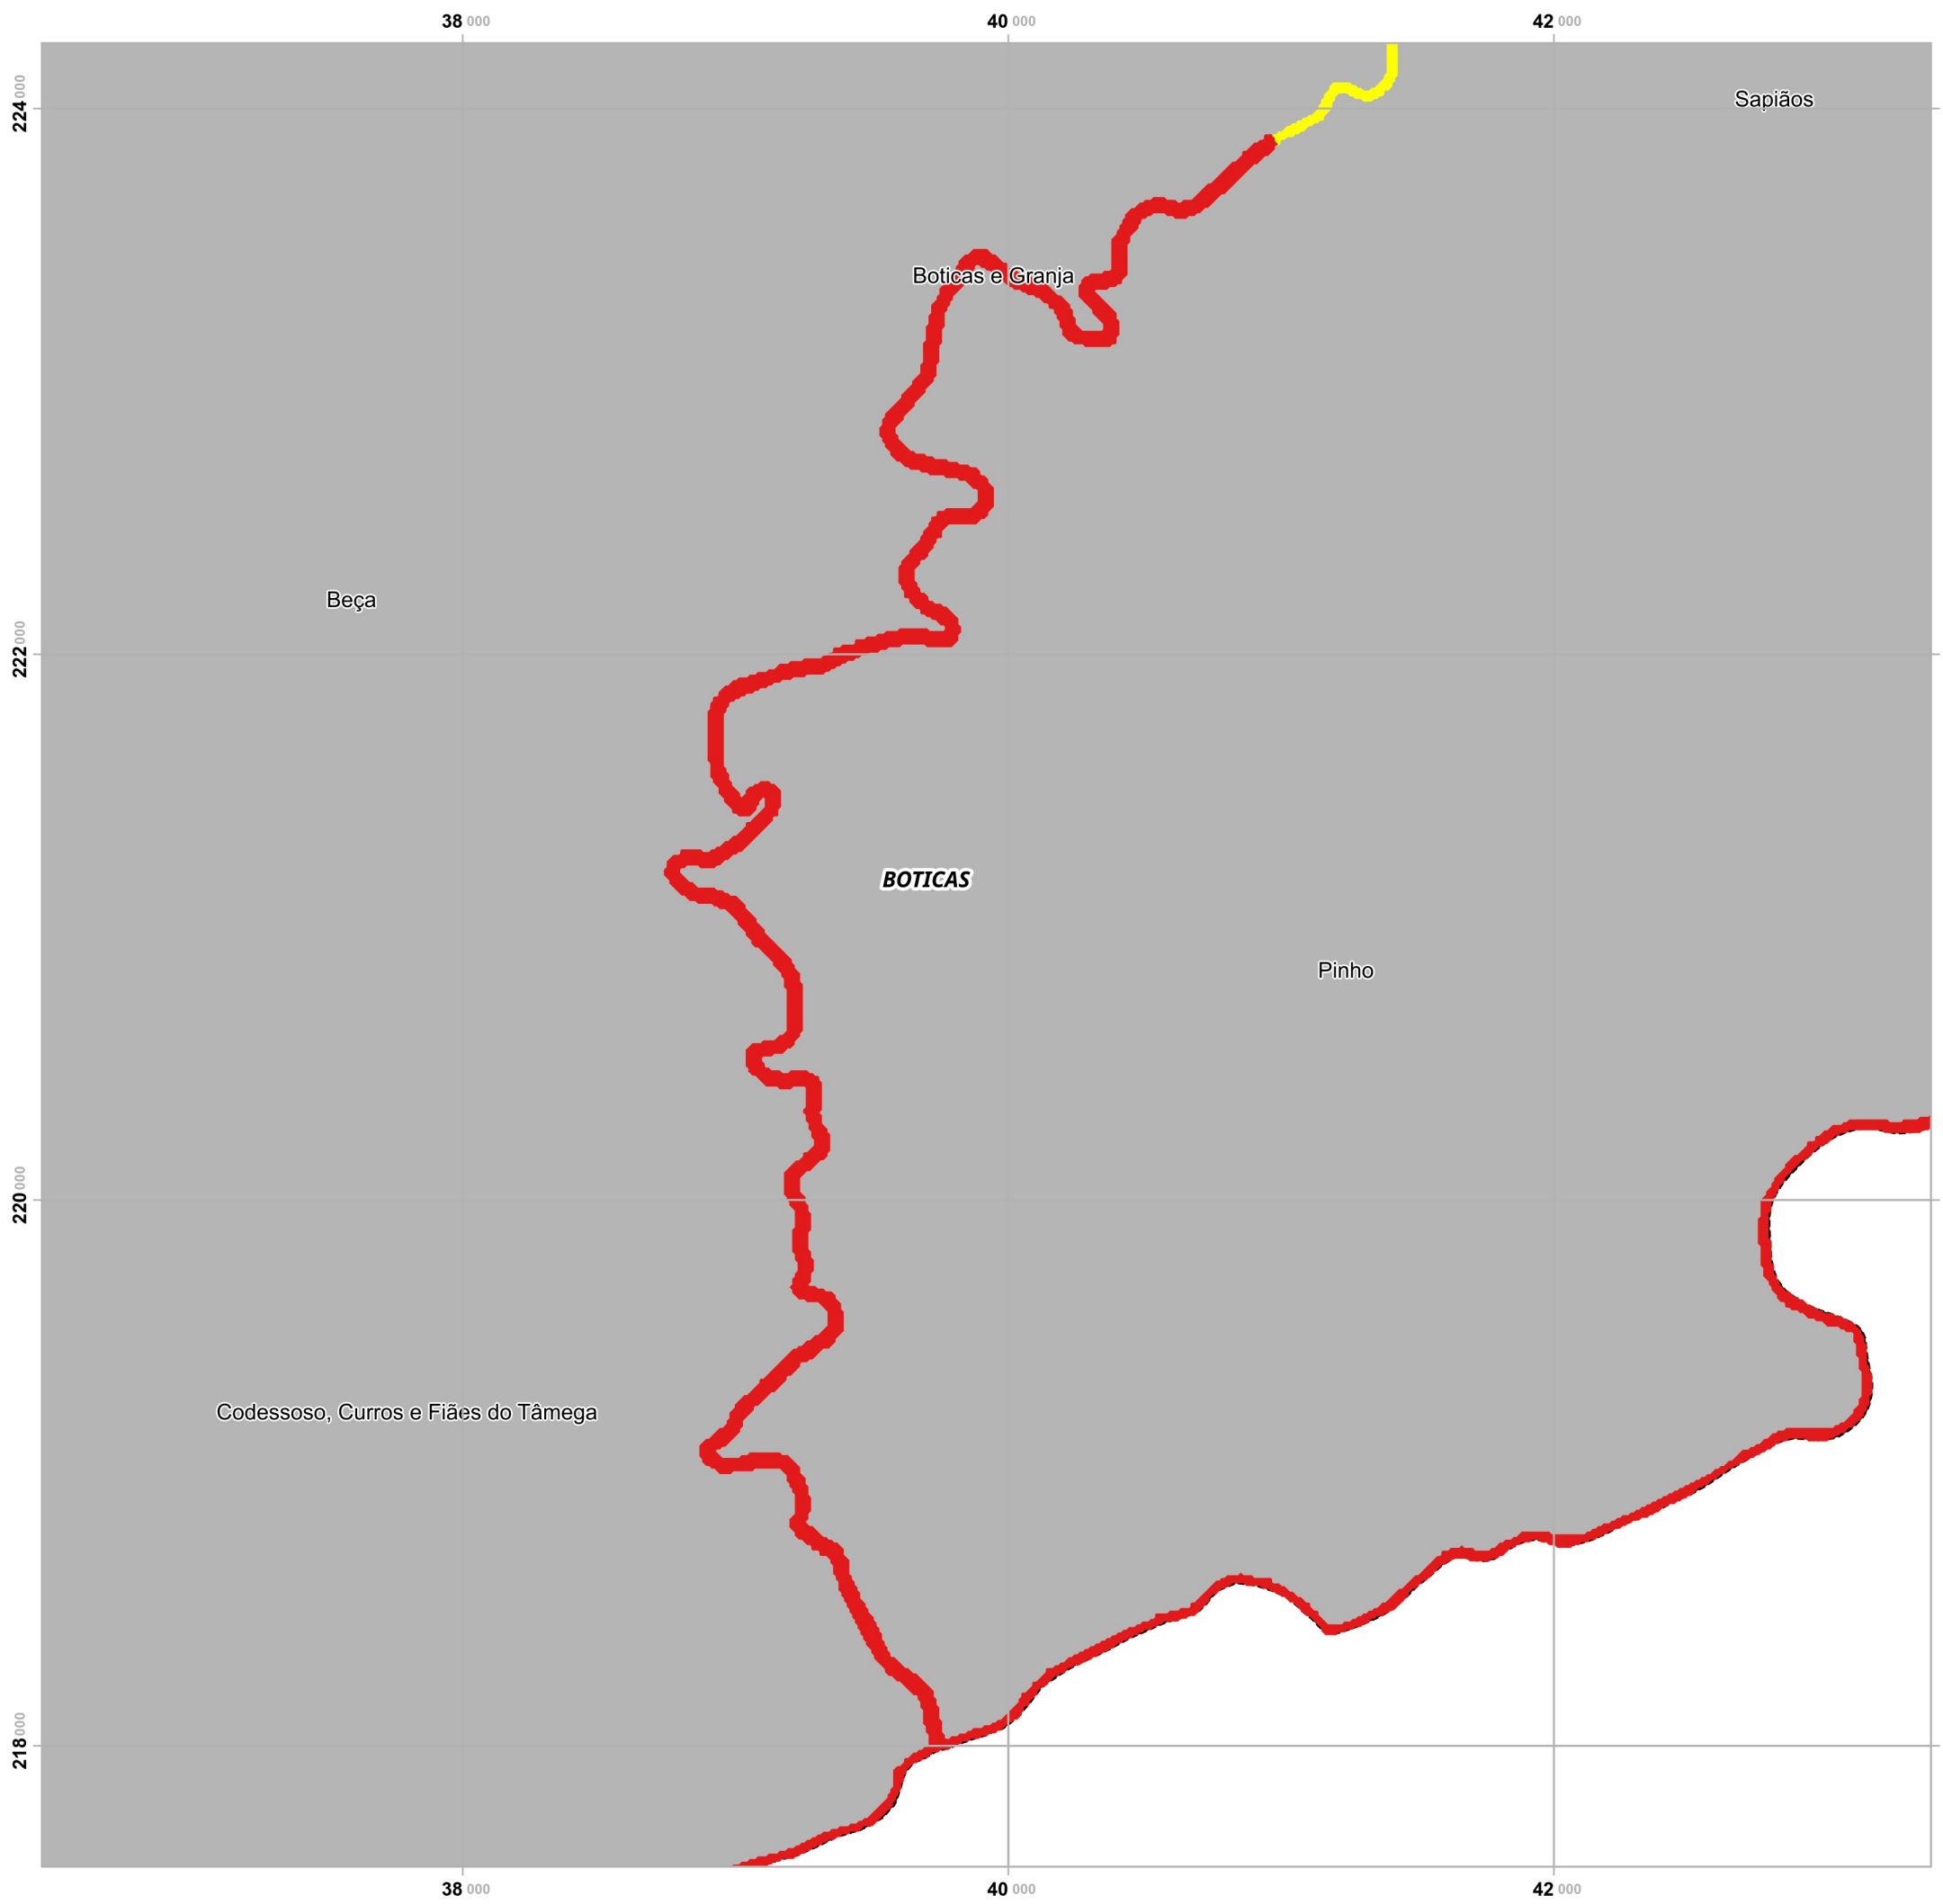 38 000 40 000 42 000
224 000
Sapiãos
Boticas e Granja
Beça
222 000
BOTICAS
Pinho
220 000
Codessoso, Curros e Fiães do Tâmega
218 000
38 000 40 000 42 000